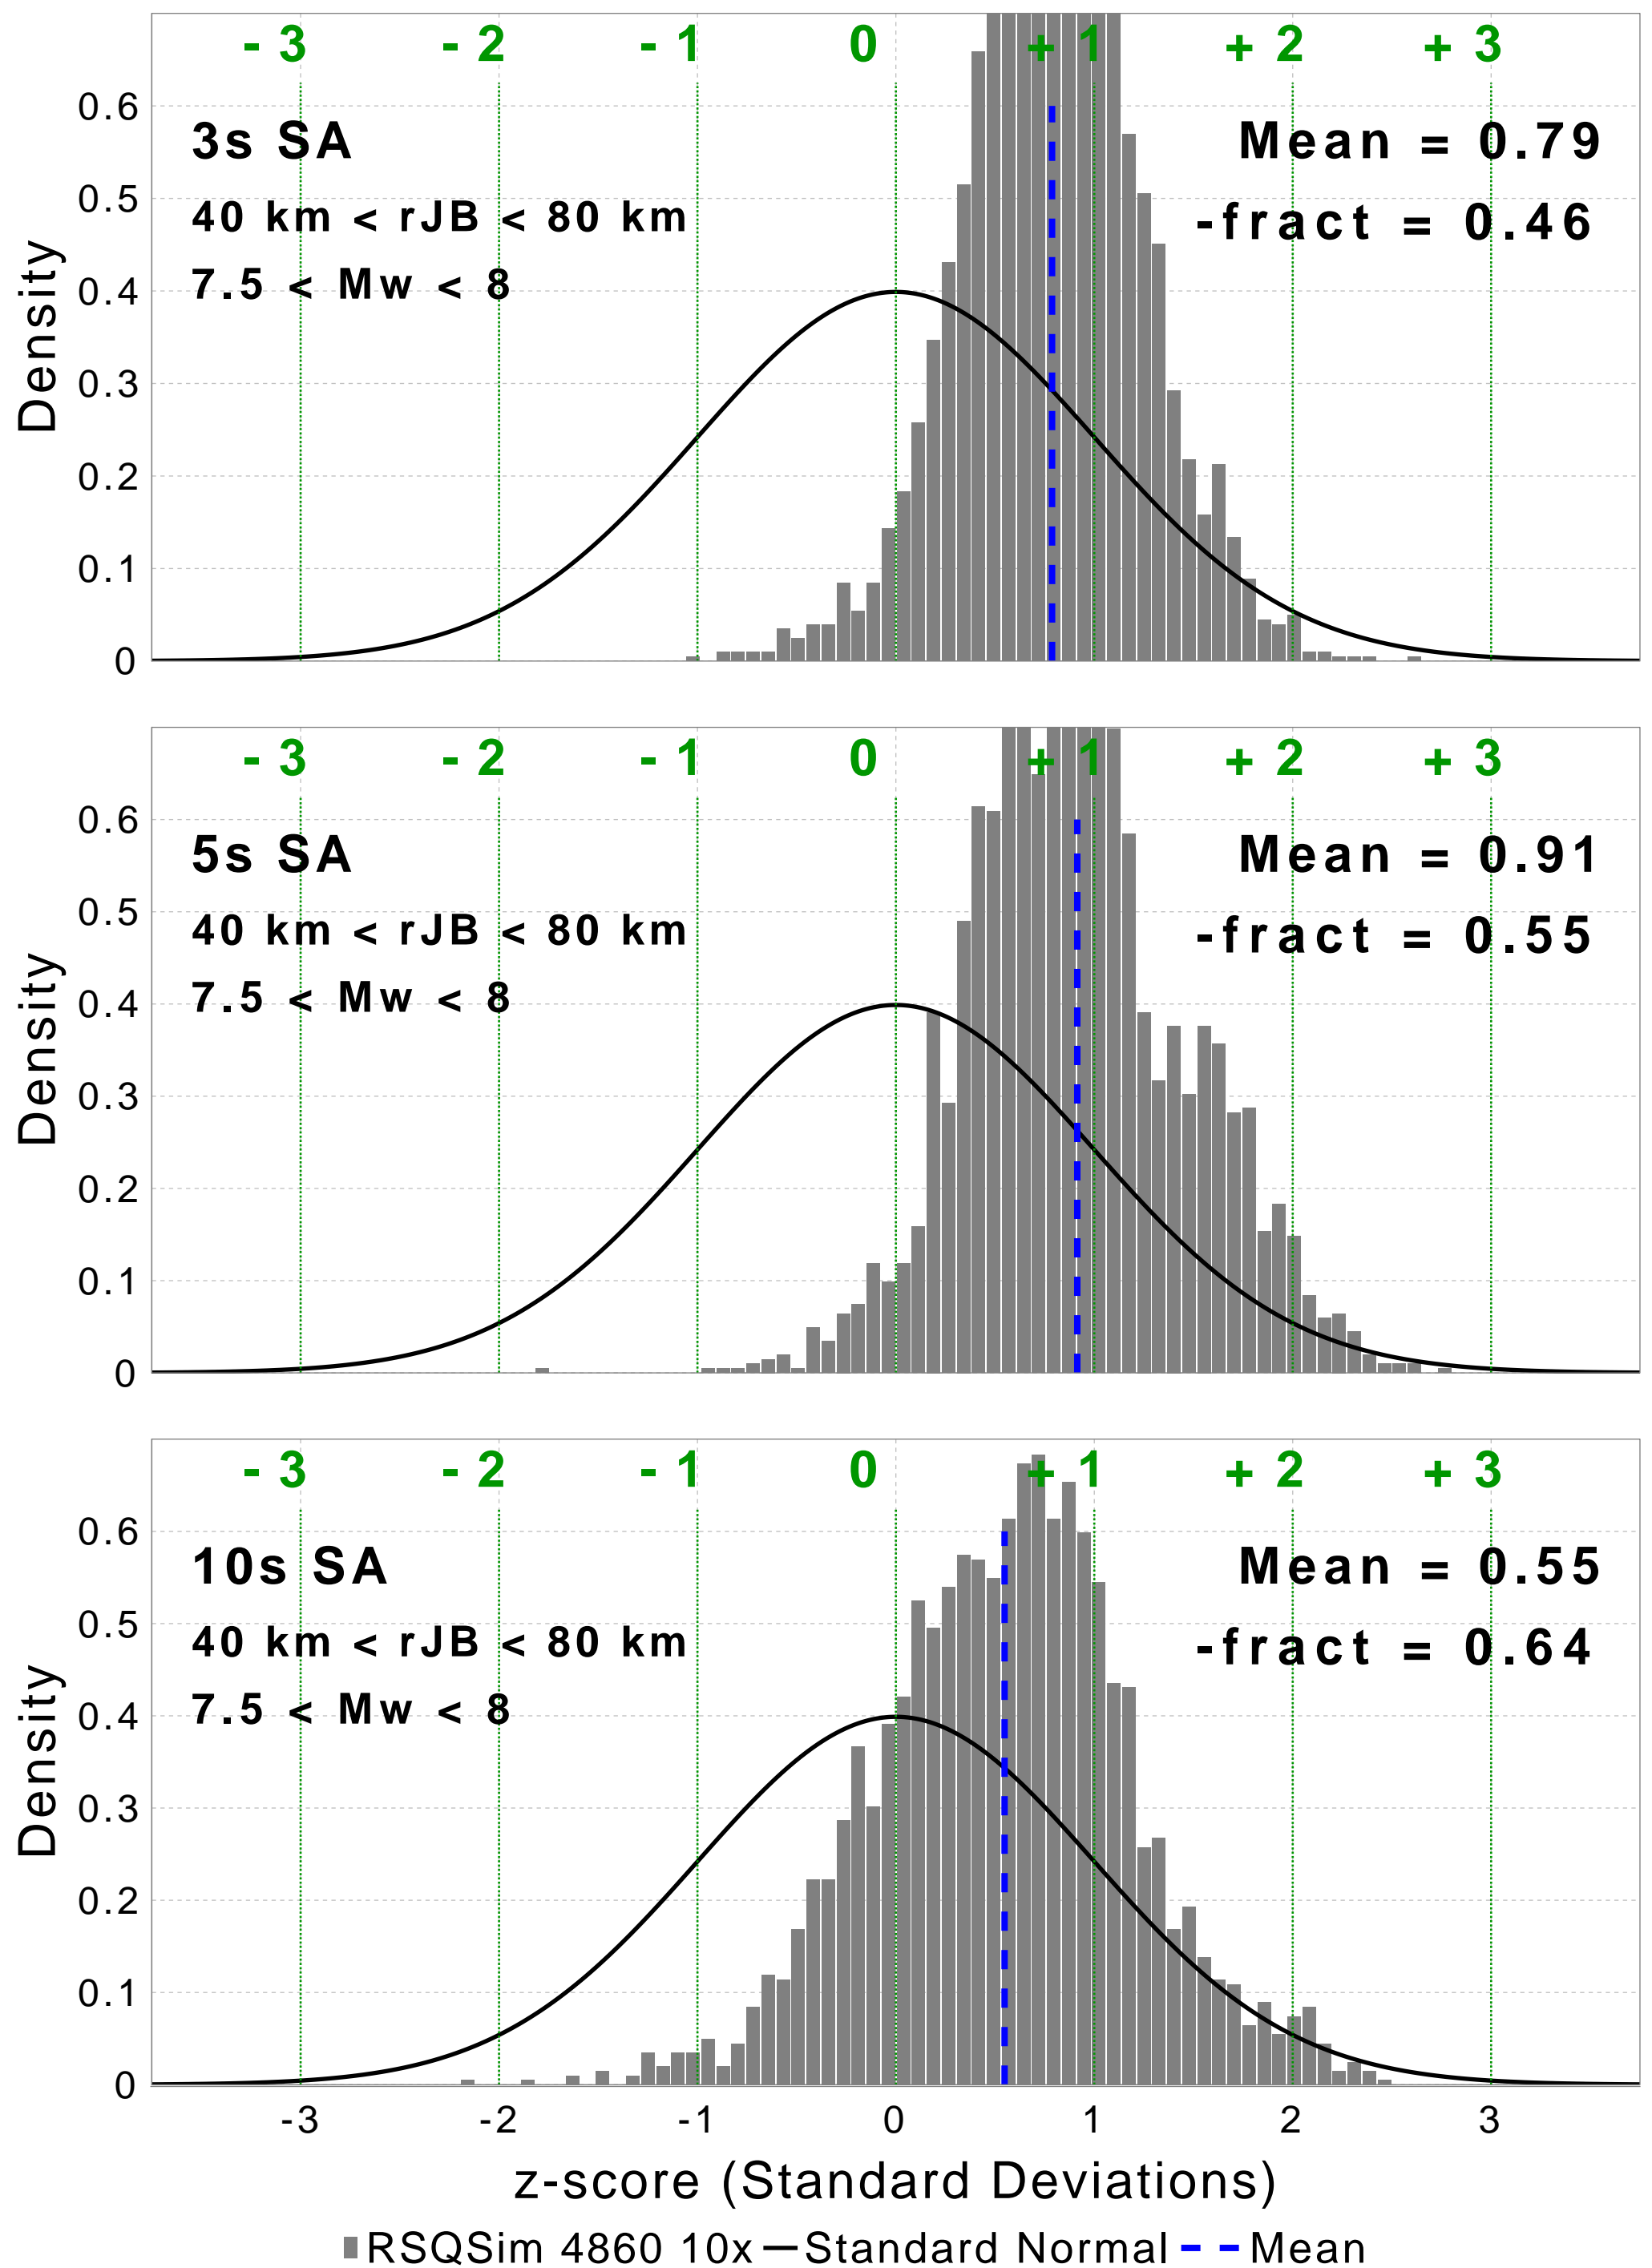 - 3 - 2 - 1 0 + 1 + 2 + 3
0.6
3s SA
Mean = 0.79
0.5
40 km < rJB < 80 km
-fract = 0.46
7.5 < Mw < 8
0.4
0.3
0.2
0.1
0
Density
- 3 - 2 - 1 0 + 1 + 2 + 3
0.6
5s SA
Mean = 0.91
0.5
40 km < rJB < 80 km
-fract = 0.55
7.5 < Mw < 8
0.4
0.3
0.2
0.1
0
Density
- 3 - 2 - 1 0 + 1 + 2 + 3
0.6
10s SA
Mean = 0.55
0.5
40 km < rJB < 80 km
-fract = 0.64
7.5 < Mw < 8
0.4
0.3
0.2
0.1
0
Density
-3 -2 -1 0 1 2 3
z-score (Standard Deviations)
RSQSim 4860 10x Standard Normal Mean